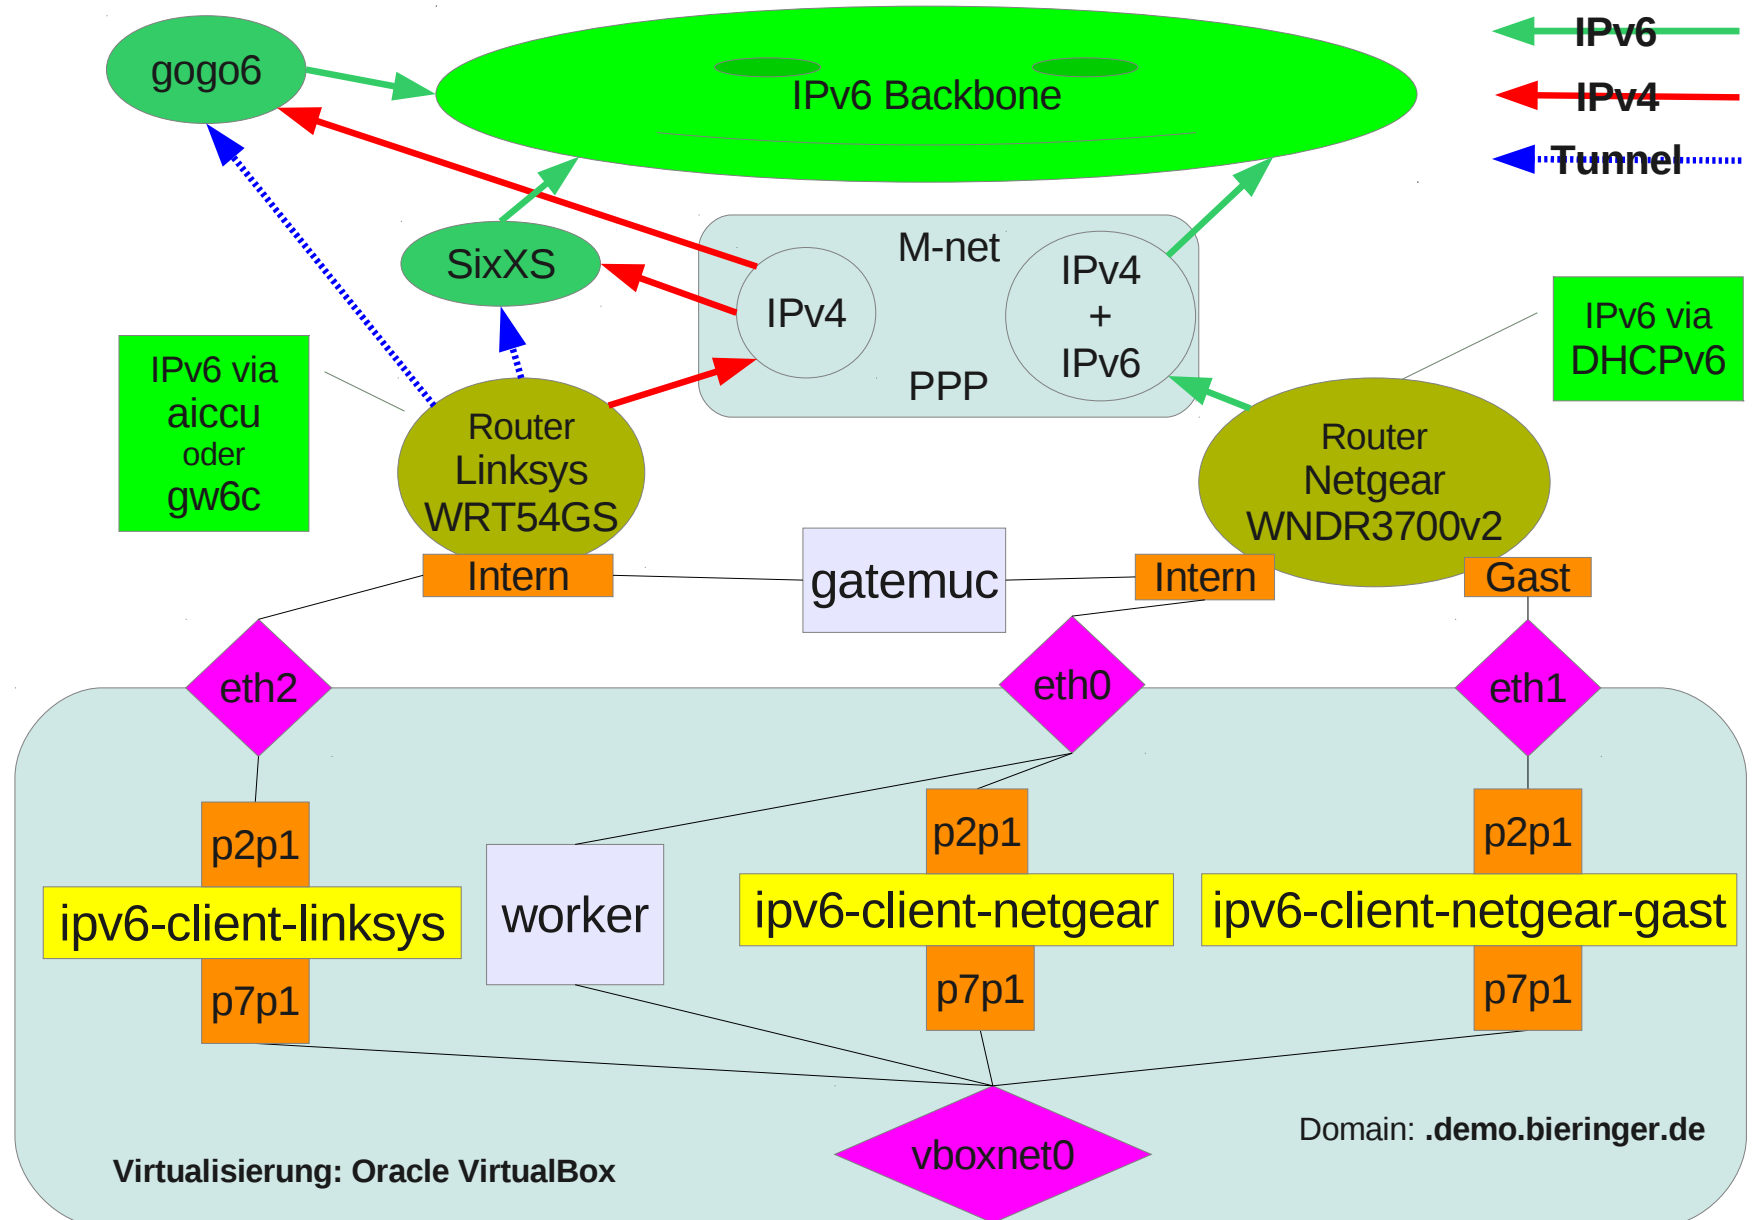 gogo6
IPv6 Backbone
IPv6
IPv4
Tunnel
SixXS
M-net
IPv4
IPv4
+
IPv6
PPP
IPv6 via
DHCPv6
IPv6 via
aiccu
oder
gw6c
Router
Linksys
WRT54GS
Router
Netgear
WNDR3700v2
Intern
gatemuc
Intern
Gast
eth2
eth0
eth1
p2p1
p2p1
p2p1
ipv6-client-linksys
worker
ipv6-client-netgear
ipv6-client-netgear-gast
p7p1
p7p1
p7p1
vboxnet0
Domain: .demo.bieringer.de
Virtualisierung: Oracle VirtualBox